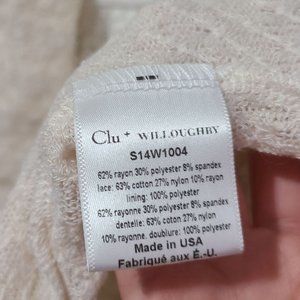 Clu + WILLOUGHBY
S14W1004
62% rayon 30% polyester 8% spandex
lace: 63% cotton 27% nylon 10% rayon
lining: 100% polyester
62% rayonne 30% polyester 8% spandex
dentelle: 63% cotton 27% nylon
10% rayonne. doublure: 100% polyester
Made in USA
Fabriqué aux É.-U.